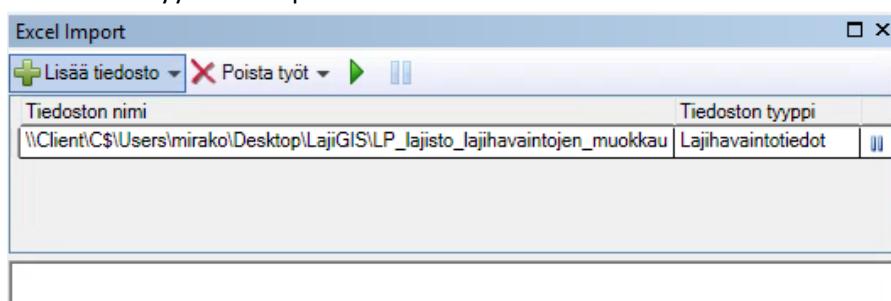 Excel Import
Lisää tiedosto Poista työt
Tiedoston nimi Tiedoston tyyppi
\\Client\C$\Users\mirako\Desktop\LajiGIS\LP_lajisto_lajihavaintojen_muokkau Lajihavaintotiedot